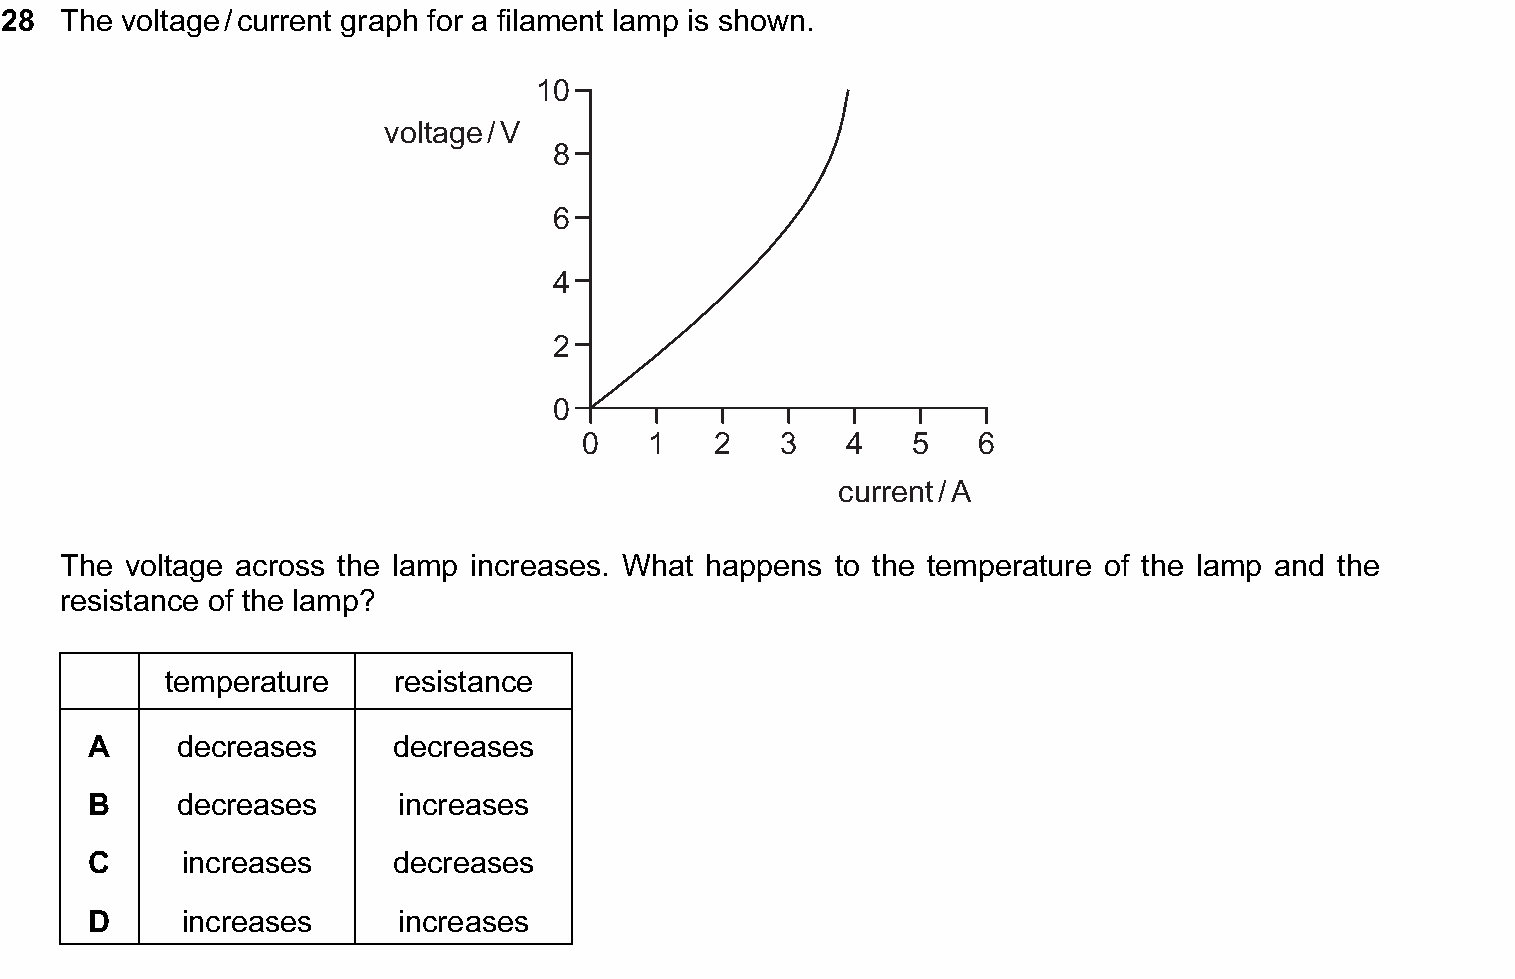 28 The voltage / current graph for a filament lamp is shown.
10
voltage / V
8
6
4
2
0
0 1 2 3 4 5 6
current / A
The voltage across the lamp increases. What happens to the temperature of the lamp and the
resistance of the lamp?
temperature resistance
A decreases decreases
B decreases increases
C increases decreases
D increases increases